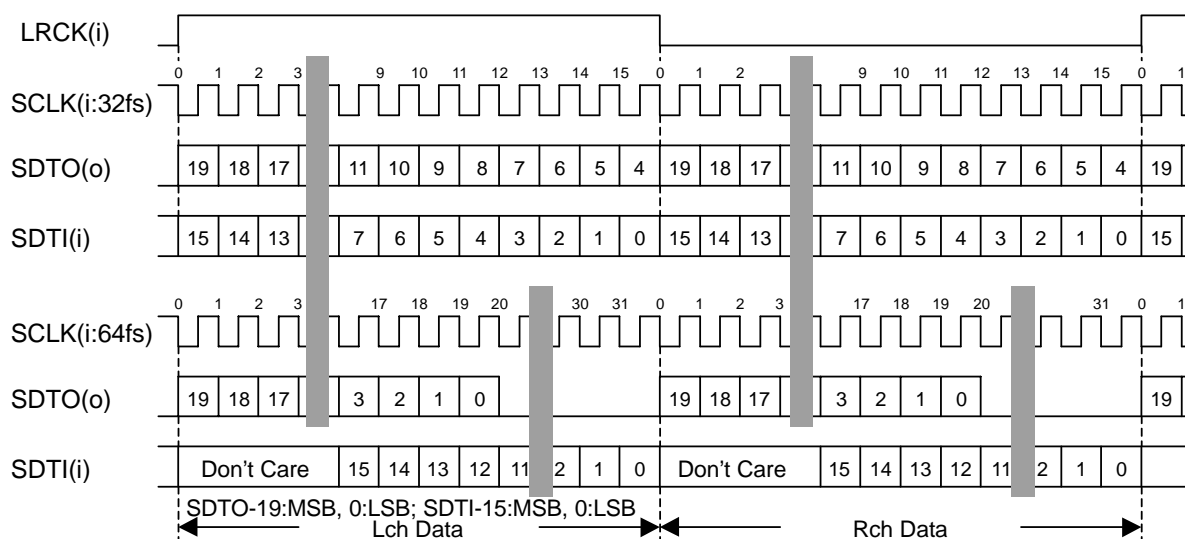 LRCK(i)
0 1 2 3 9 10 11 12 13 14 15 0 1 2 9 10 11 12 13 14 15 0 1
SCLK(i:32fs)
SDTO(o) 19 18 17 11 10 9 8 7 6 5 4 19 18 17 11 10 9 8 7 6 5 4 19
SDTI(i) 15 14 13 7 6 5 4 3 2 1 0 15 14 13 7 6 5 4 3 2 1 0 15
0 1 2 3 17 18 19 20 30 31 0 1 2 3 17 18 19 20 31 0 1
SCLK(i:64fs)
SDTO(o) 19 18 17 3 2 1 0 19 18 17 3 2 1 0 19
SDTI(i) Don't Care 15 14 13 12 11 2 1 0 Don't Care 15 14 13 12 11 2 1 0
SDTO-19:MSB, 0:LSB; SDTI-15:MSB, 0:LSB
Lch Data Rch Data